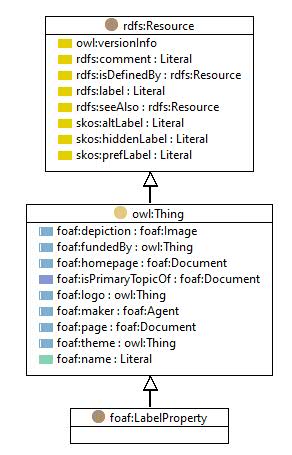 rdfs:Resource
owl:versionInfo
rdfs:comment : Literal
rdfs:isDefinedBy : rdfs:Resource
rdfs:label : Literal
rdfs:seeAlso : rdfs:Resource
skos:altLabel : Literal
skos:hiddenLabel : Literal
skos:prefLabel : Literal
owl:Thing
foaf:depiction : foaf:Image
foaf:fundedBy : owl:Thing
foaf:homepage : foaf:Document
foaf:isPrimaryTopicOf : foaf:Document
foaf:logo : owl:Thing
foaf:maker : foaf:Agent
foaf:page : foaf:Document
foaf:theme : owl:Thing
foaf:name : Literal
foaf:LabelProperty